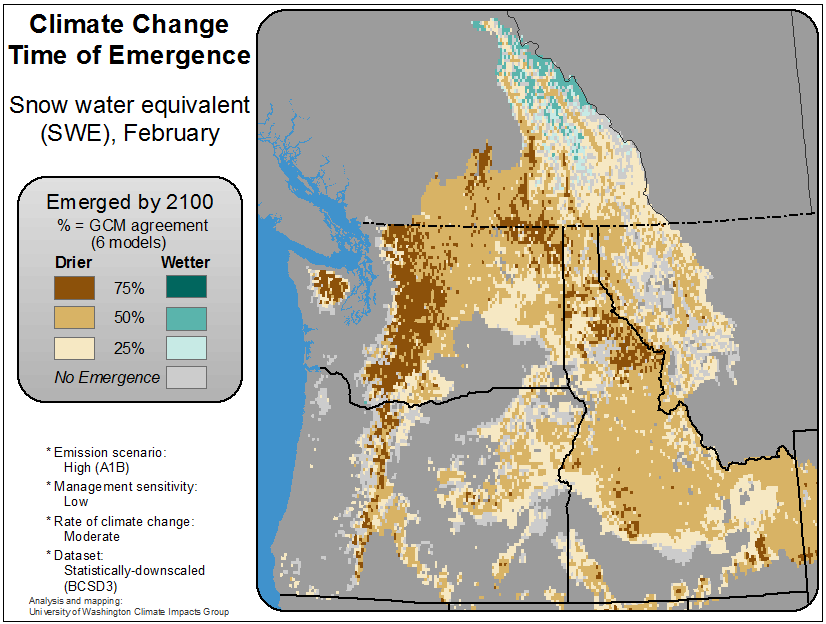 Climate Change
Time of Emergence
Snow water equivalent
(SWE), February
Emerged by 2100
% = GCM agreement
(6 models)
Drier Wetter
75%
50%
25%
No Emergence
* Emission scenario:
High (A1B)
* Management sensitivity:
Low
* Rate of climate change:
Moderate
* Dataset:
Statistically-downscaled
(BCSD3)
Analysis and mapping:
University of Washington Climate Impacts Group